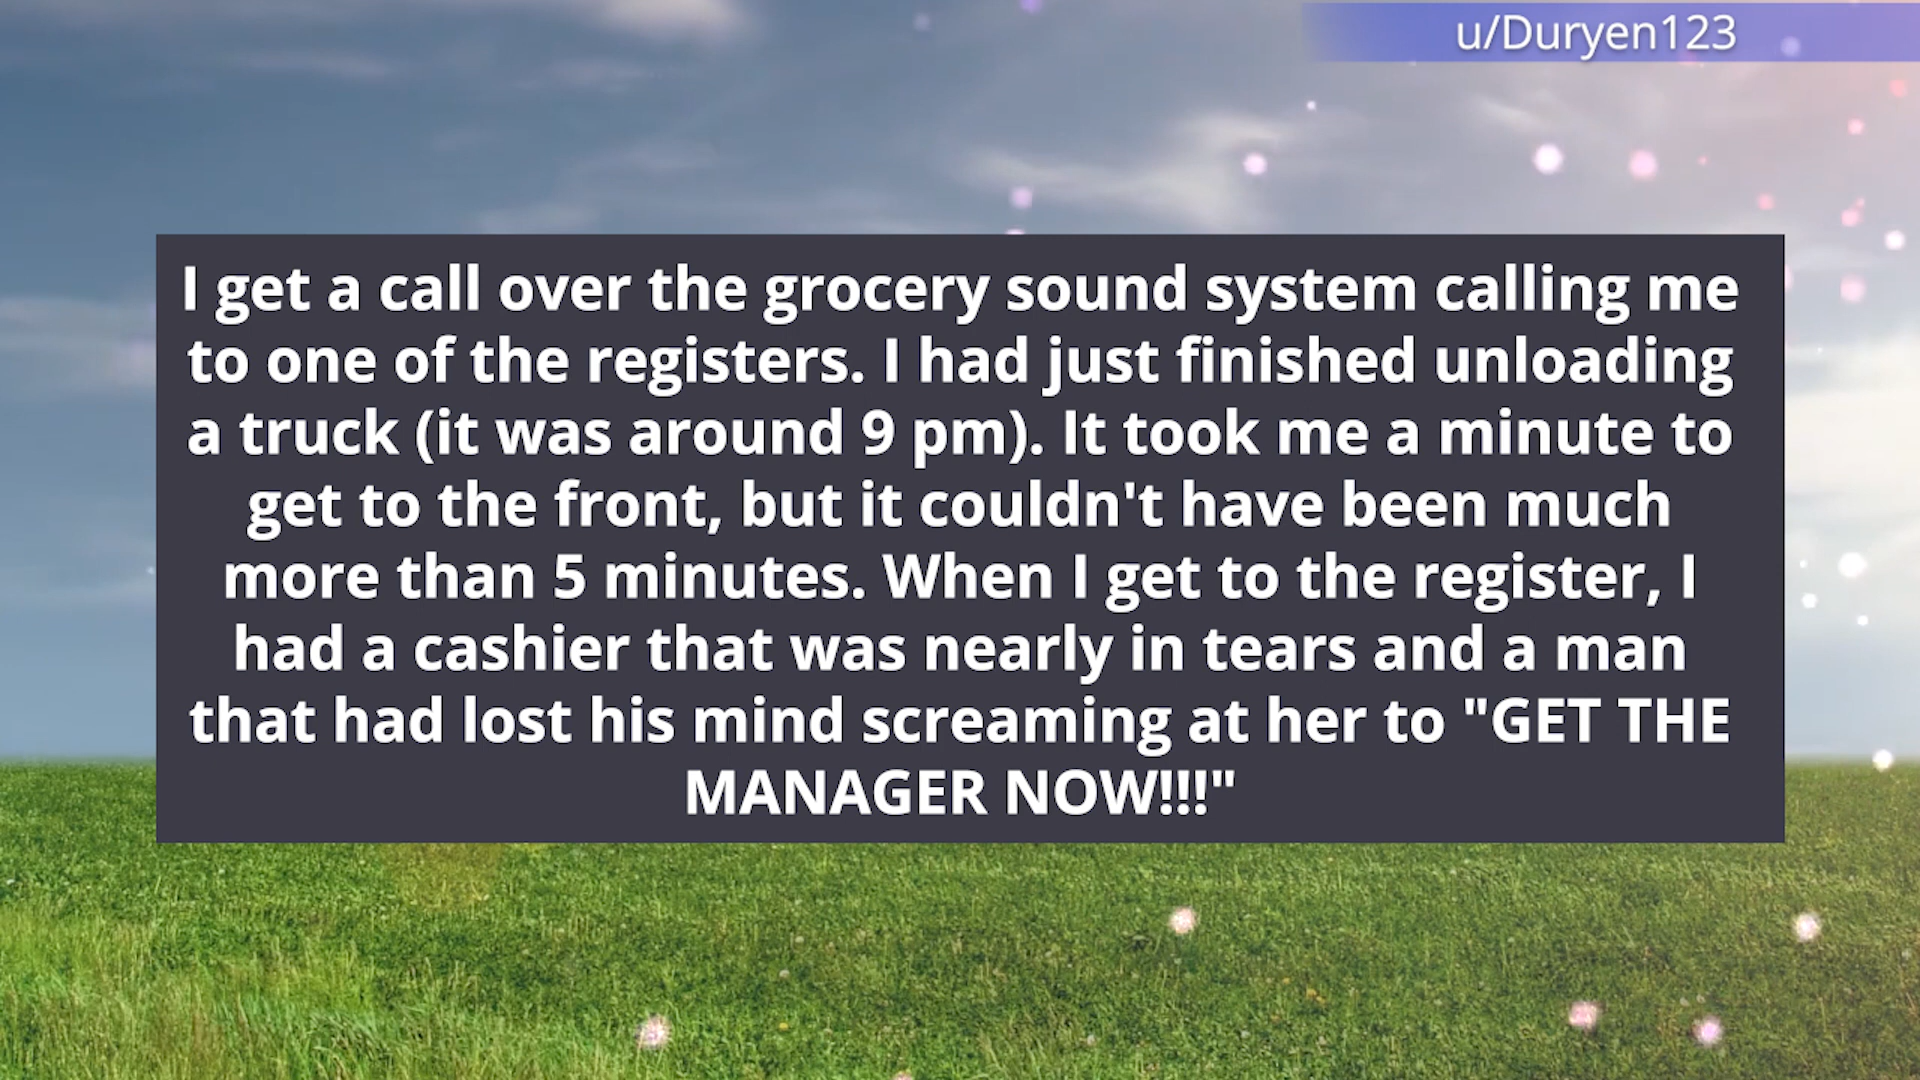 u/Duryen123
I get a call over the grocery sound system calling me
to one of the registers. I had just finished unloading
a truck (it was around 9 pm). It took me a minute to
get to the front, but it couldn't have been much
more than 5 minutes. When I get to the register, I
had a cashier that was nearly in tears and a man
that had lost his mind screaming at her to "GET THE
MANAGER NOW!!!"